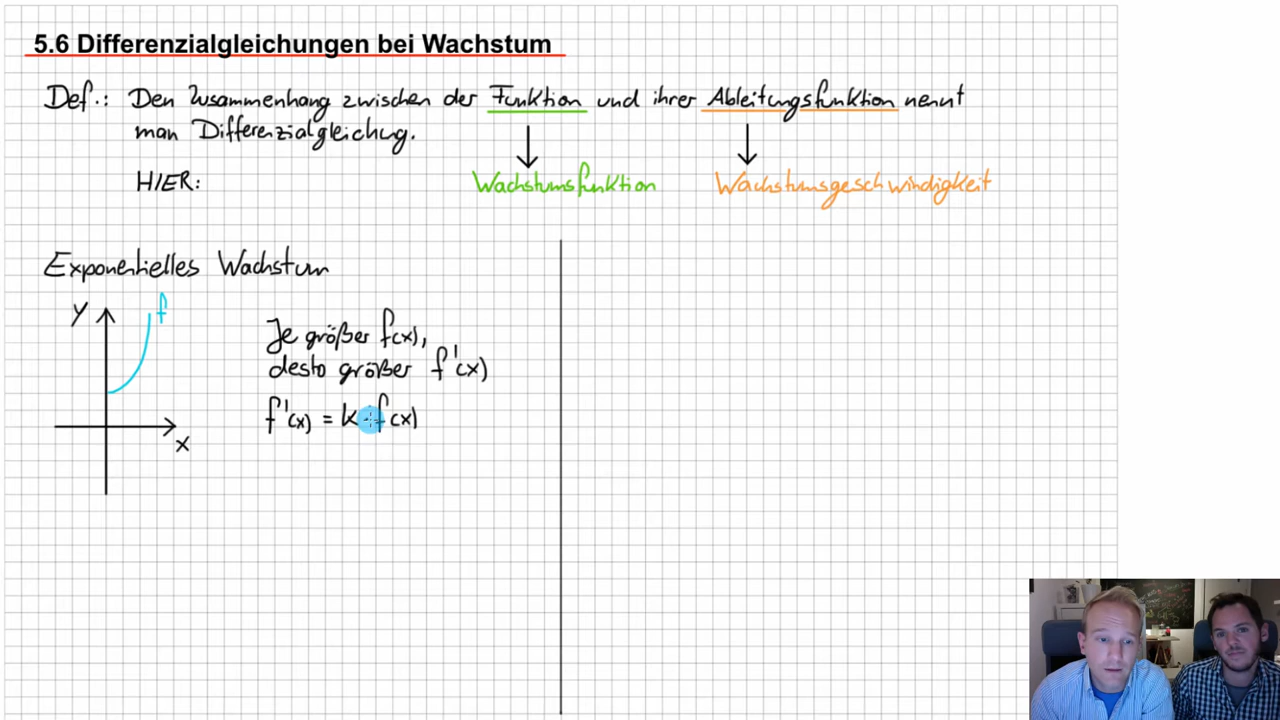 5.6 Differenzialgleichungen bei Wachstum
Def.: Den Zusammenhang zwischen der Funktion und ihrer Ableitungsfunktion nennt
man Differenzialgleichung.
HIER:
Wachstumsfunktion
Wachstumsgeschwindigkeit
Exponentielles Wachstum
y
f
x
Je größer f(x),
desto größer f'(x)
f'(x) = k · f(x)